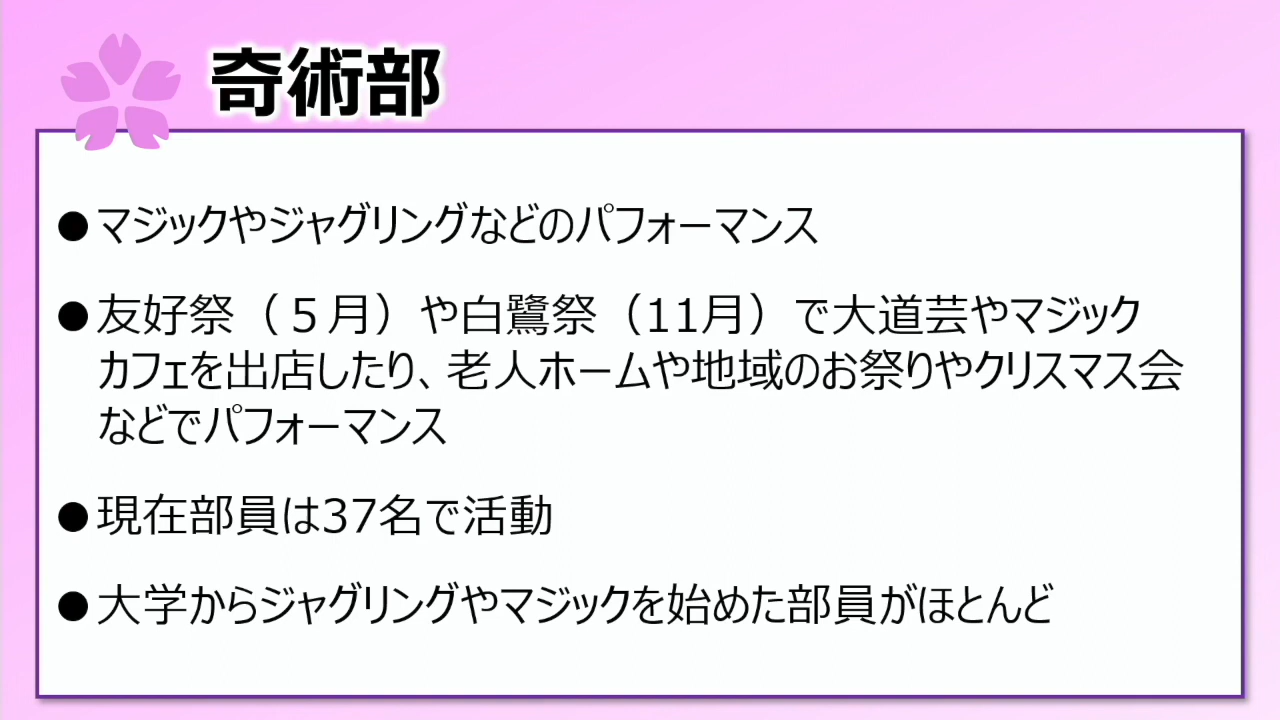 奇術部
●マジックやジャグリングなどのパフォーマンス
●友好祭（５月）や白鷺祭（11月）で大道芸やマジック
カフェを出店したり、老人ホームや地域のお祭りやクリスマス会
などでパフォーマンス
●現在部員は37名で活動
●大学からジャグリングやマジックを始めた部員がほとんど